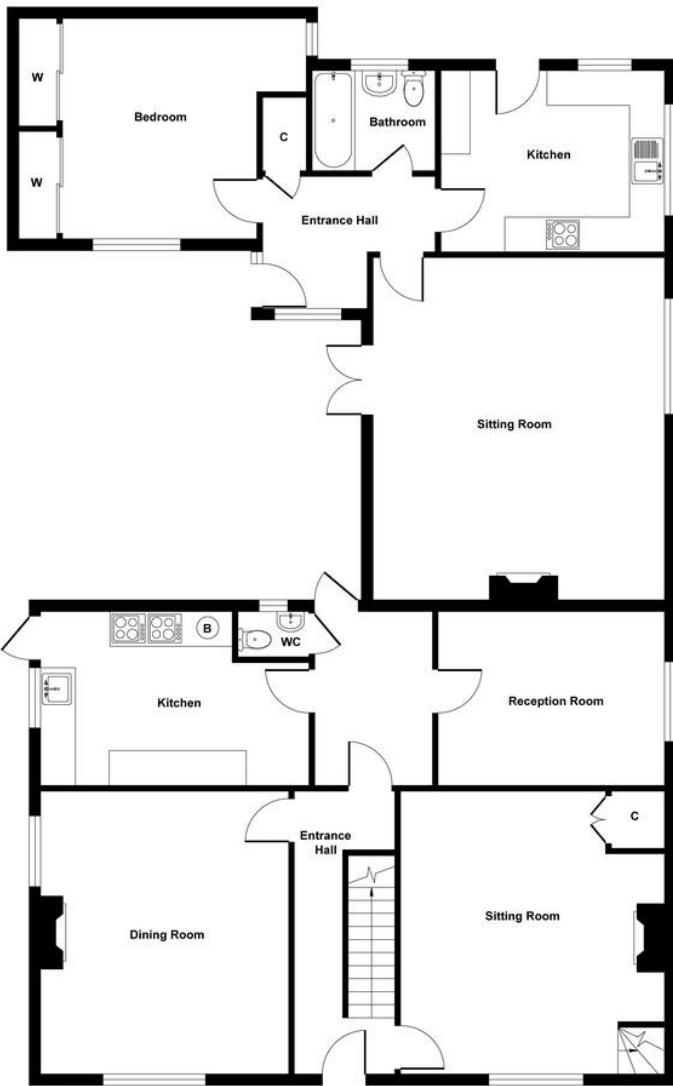 W
Bedroom
C
Bathroom
Kitchen
W
Entrance Hall
Sitting Room
B
WC
Kitchen
Reception Room
C
Entrance
Hall
Sitting Room
Dining Room